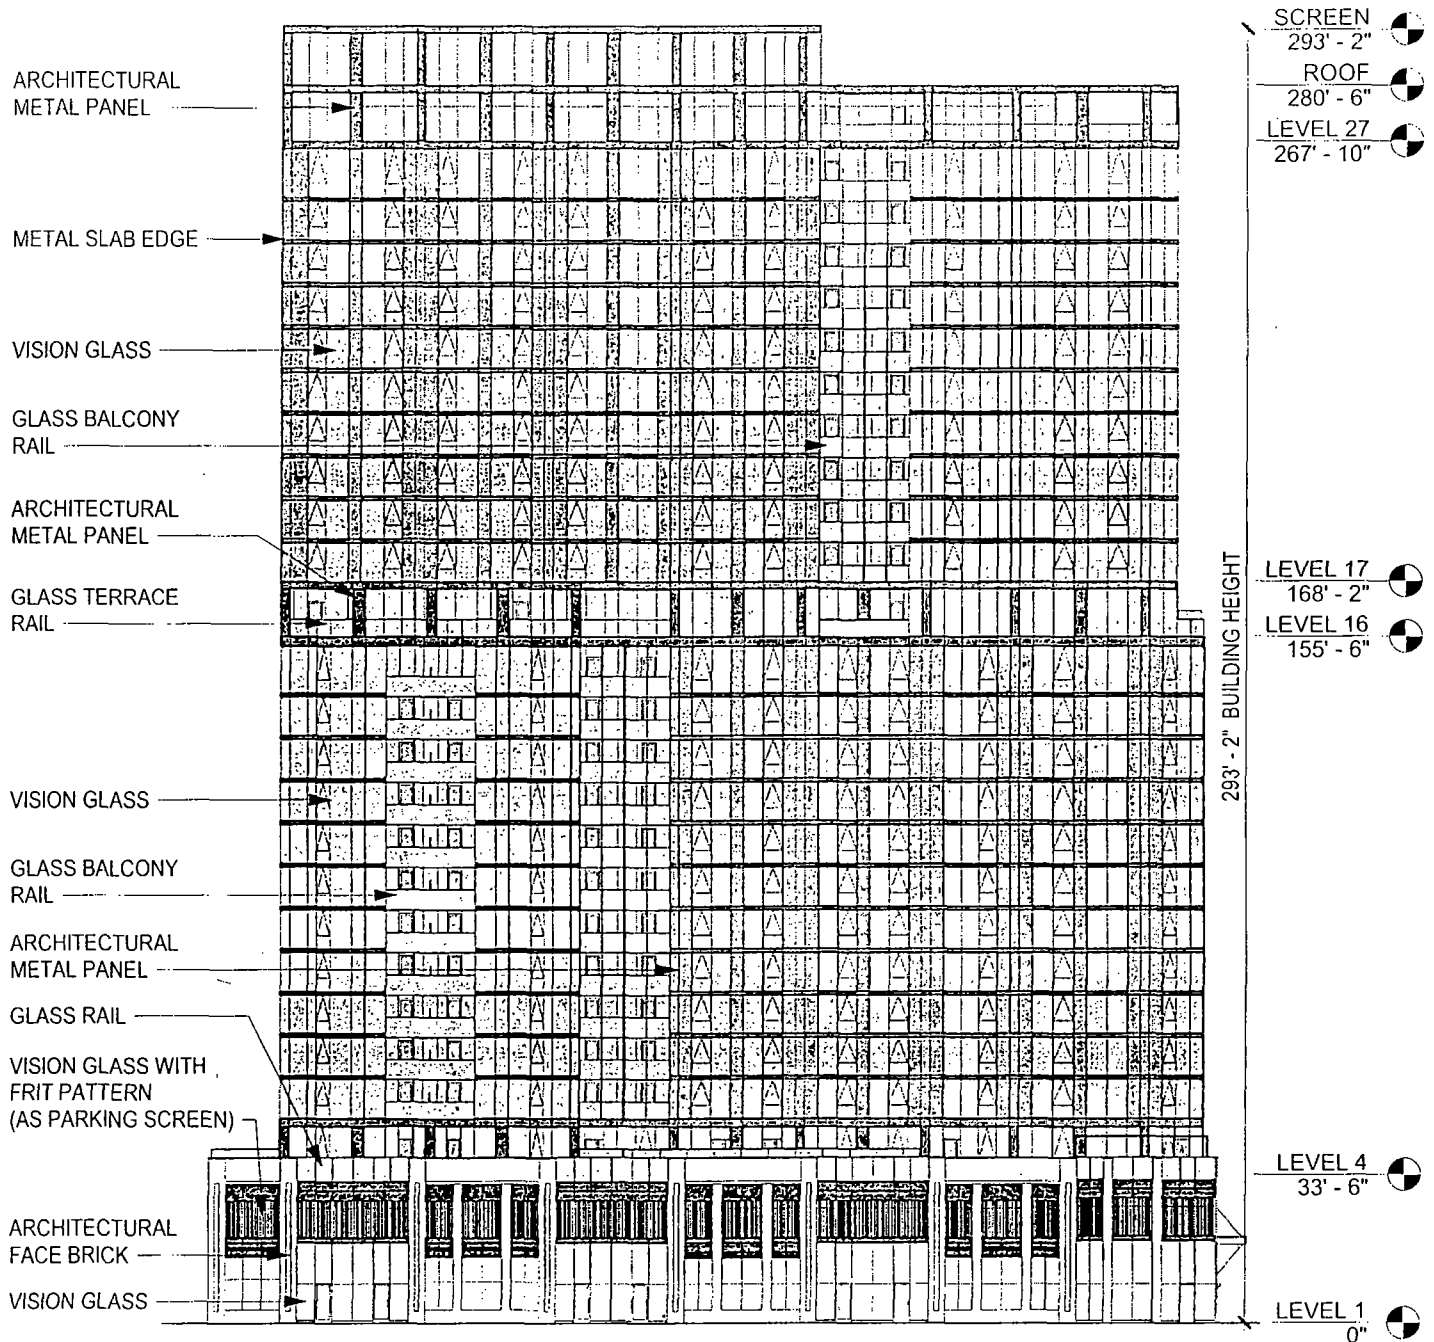 ARCHITECTURAL
METAL PANEL
METAL SLAB EDGE
VISION GLASS
GLASS BALCONY
RAIL
ARCHITECTURAL
METAL PANEL
GLASS TERRACE
RAIL
VISION GLASS
GLASS BALCONY
RAIL
ARCHITECTURAL
METAL PANEL
GLASS RAIL
VISION GLASS WITH
FRIT PATTERN
(AS PARKING SCREEN)
ARCHITECTURAL
FACE BRICK
VISION GLASS
293' - 2" BUILDING HEIGHT
SCREEN
293' - 2"
ROOF
280' - 6"
LEVEL 27
267' - 10"
LEVEL 17
168' - 2"
LEVEL 16
155' - 6"
LEVEL 4
33' - 6"
LEVEL 1
0"